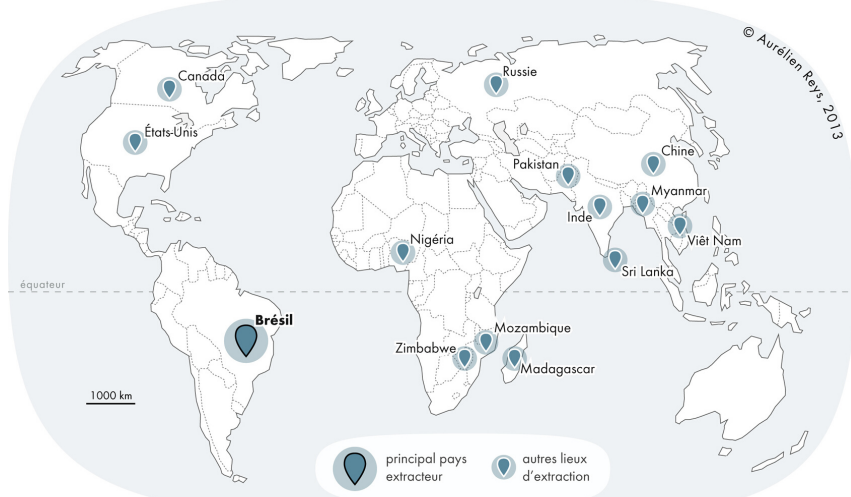 © Aurélien Reys, 2013
Canada
Russie
États-Unis
Chine
Pakistan
Myanmar
Inde
Viêt Nam
Nigéria
Sri Lanka
équateur
Brésil
Mozambique
Zimbabwe
Madagascar
1000 km
principal pays
extracteur
autres lieux
d'extraction